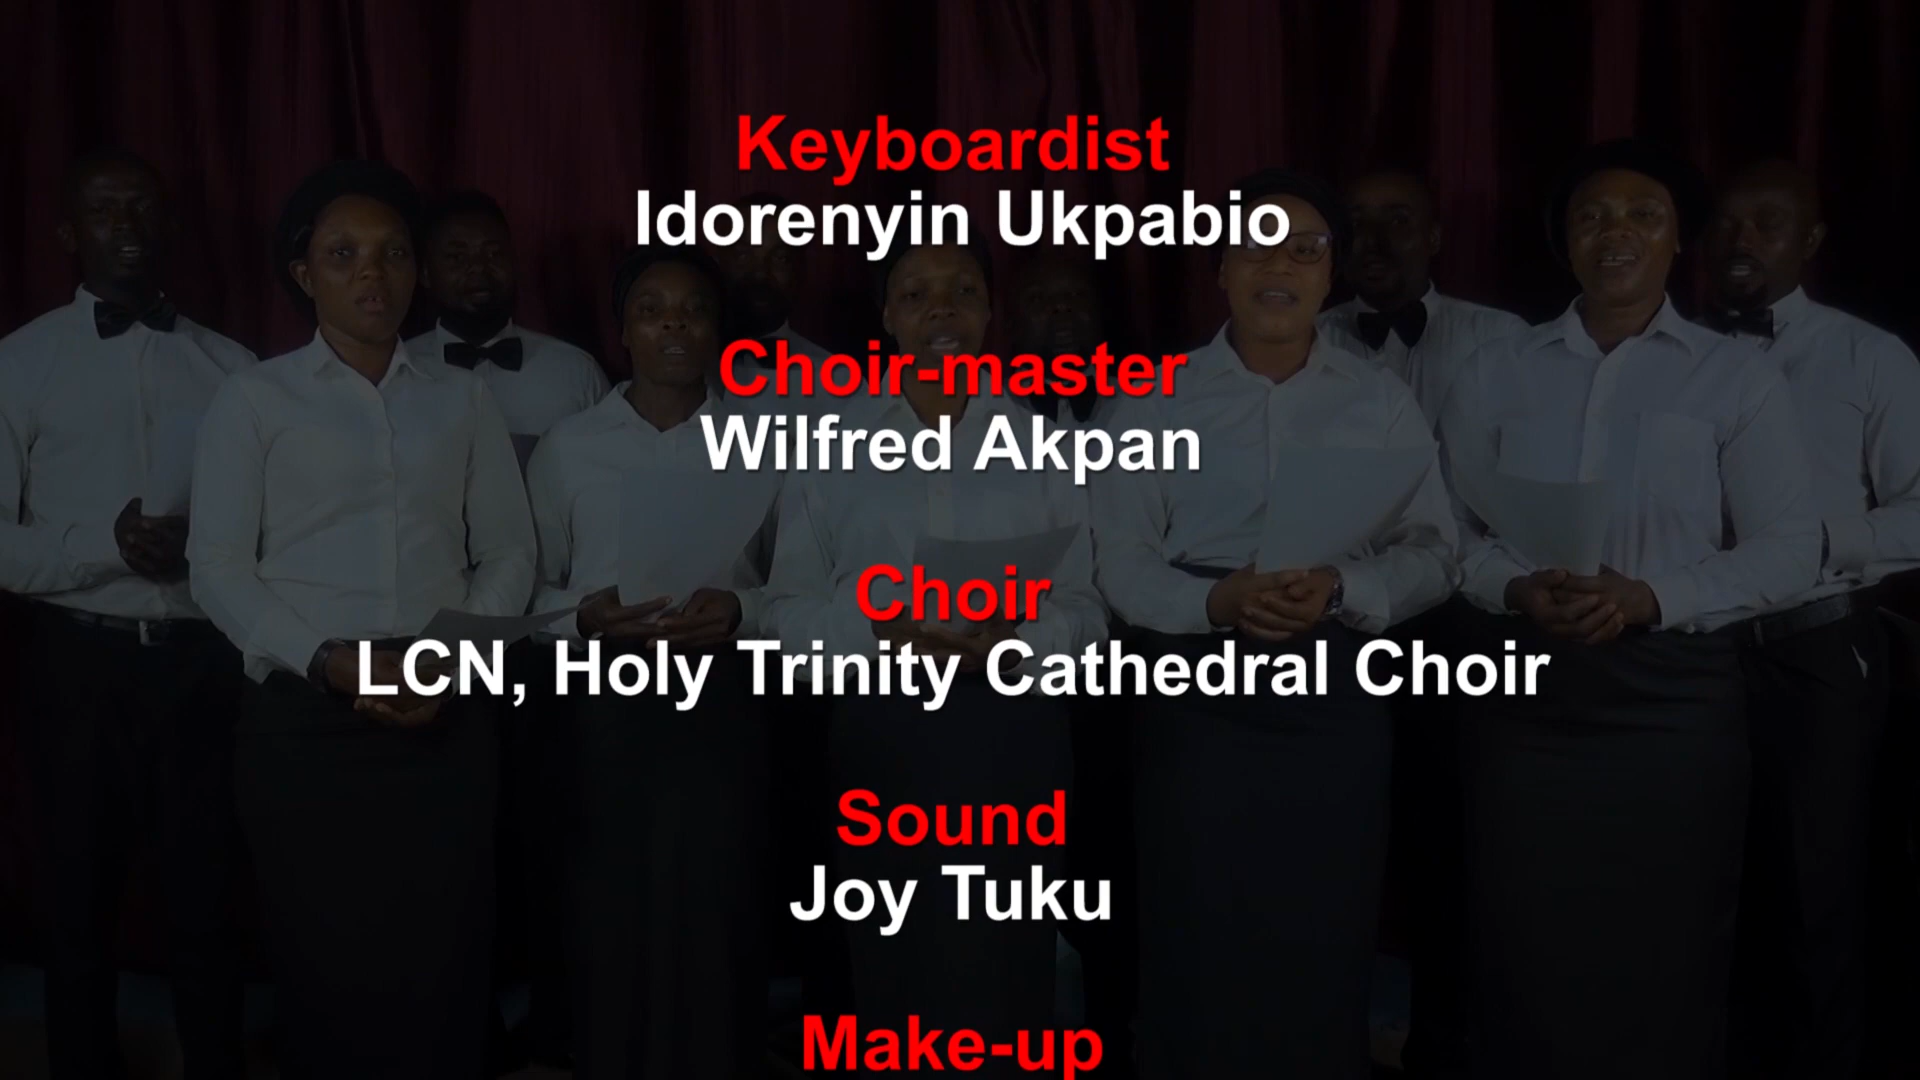 Keyboardist
Idorenyin Ukpabio
Choir-master
Wilfred Akpan
Choir
LCN, Holy Trinity Cathedral Choir
Sound
Joy Tuku
Make-up